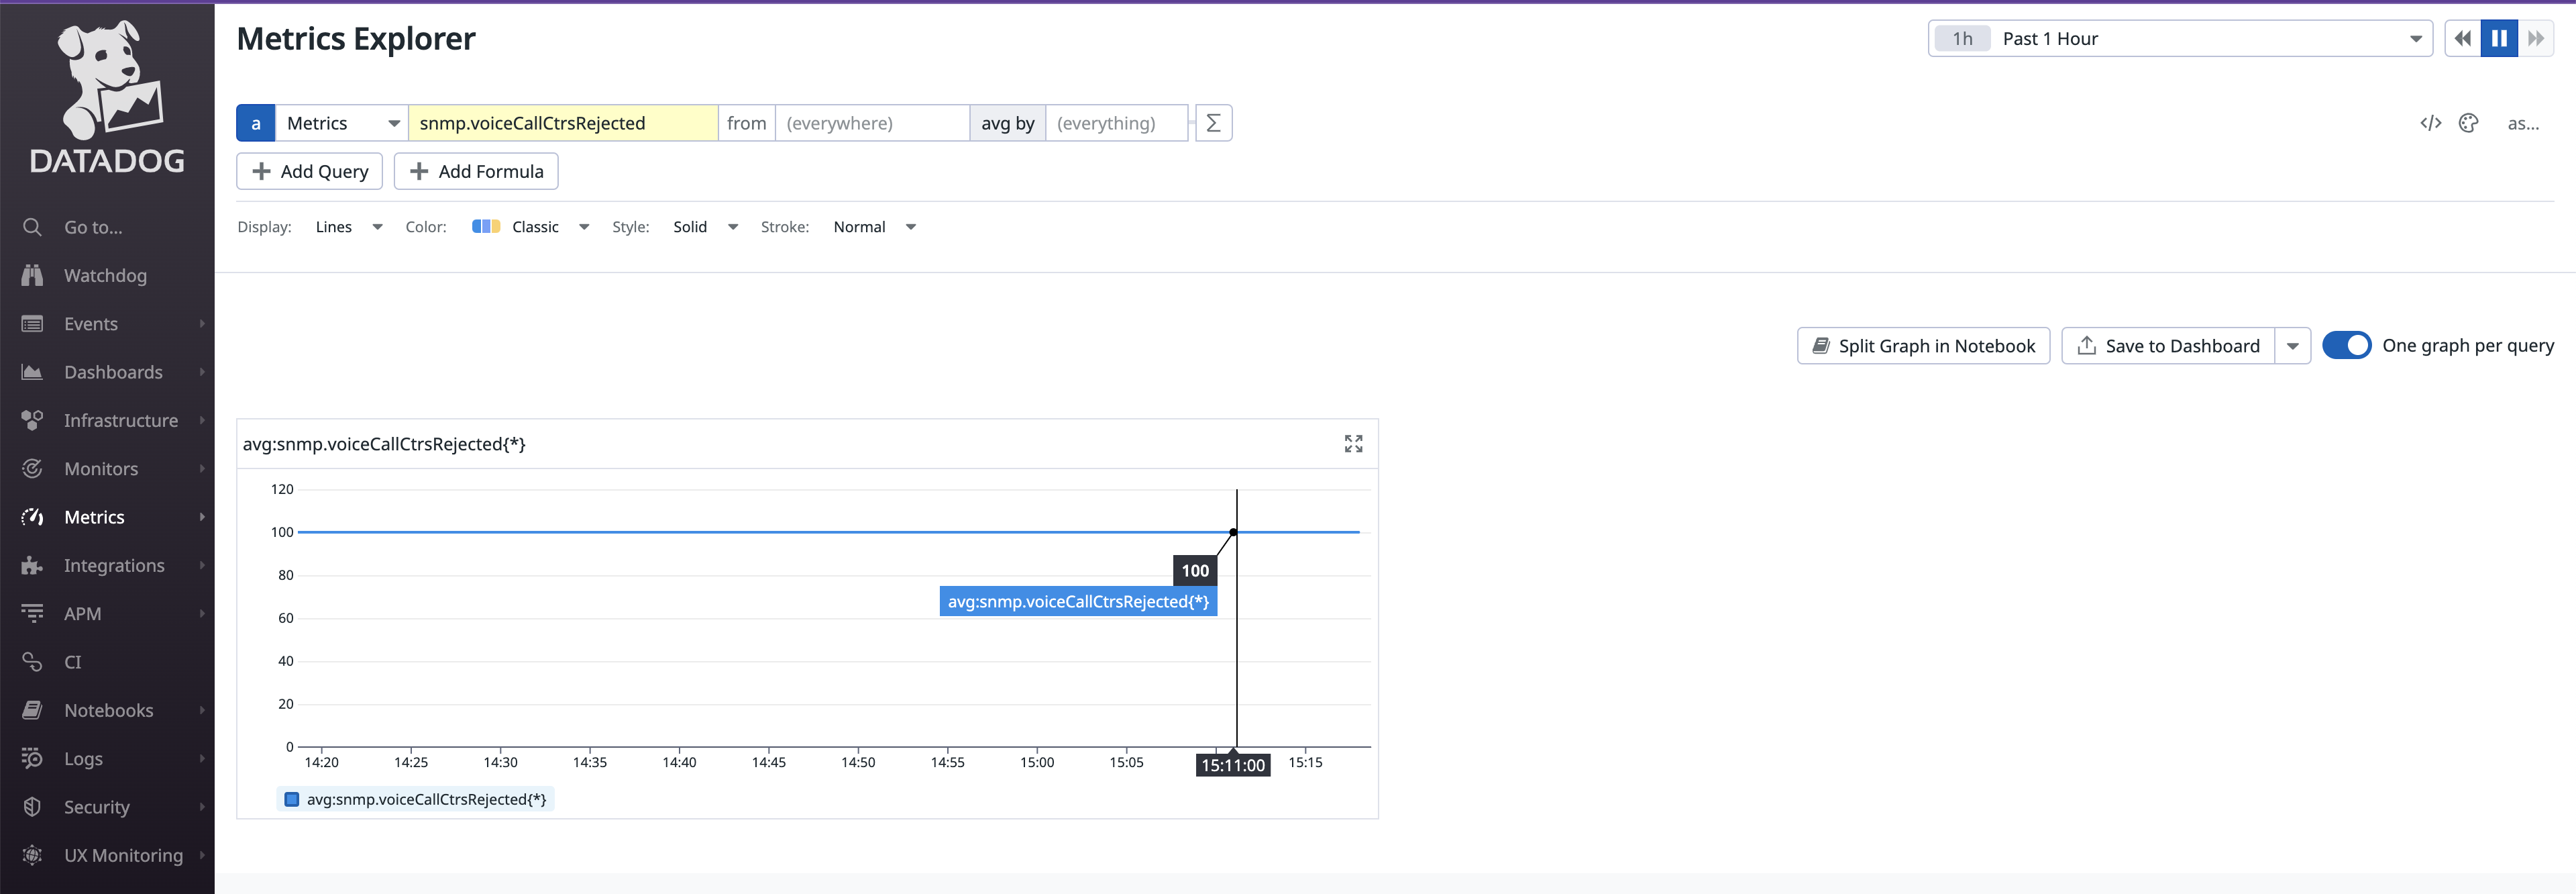 DATADOG
Go to...
Watchdog
Events
Dashboards
Infrastructure
Monitors
Metrics
Integrations
APM
CI
Notebooks
Logs
Security
UX Monitoring
Metrics Explorer
1h Past 1 Hour
a Metrics snmp.voiceCallCtrsRejected from (everywhere) avg by (everything) Σ
</> as...
Add Query Add Formula
Display: Lines Color: Classic Style: Solid Stroke: Normal
Split Graph in Notebook Save to Dashboard One graph per query
avg:snmp.voiceCallCtrsRejected{*}
120
100
80
60
40
20
0
100
avg:snmp.voiceCallCtrsRejected{*}
14:20 14:25 14:30 14:35 14:40 14:45 14:50 14:55 15:00 15:05 15:11:00 15:15
avg:snmp.voiceCallCtrsRejected{*}